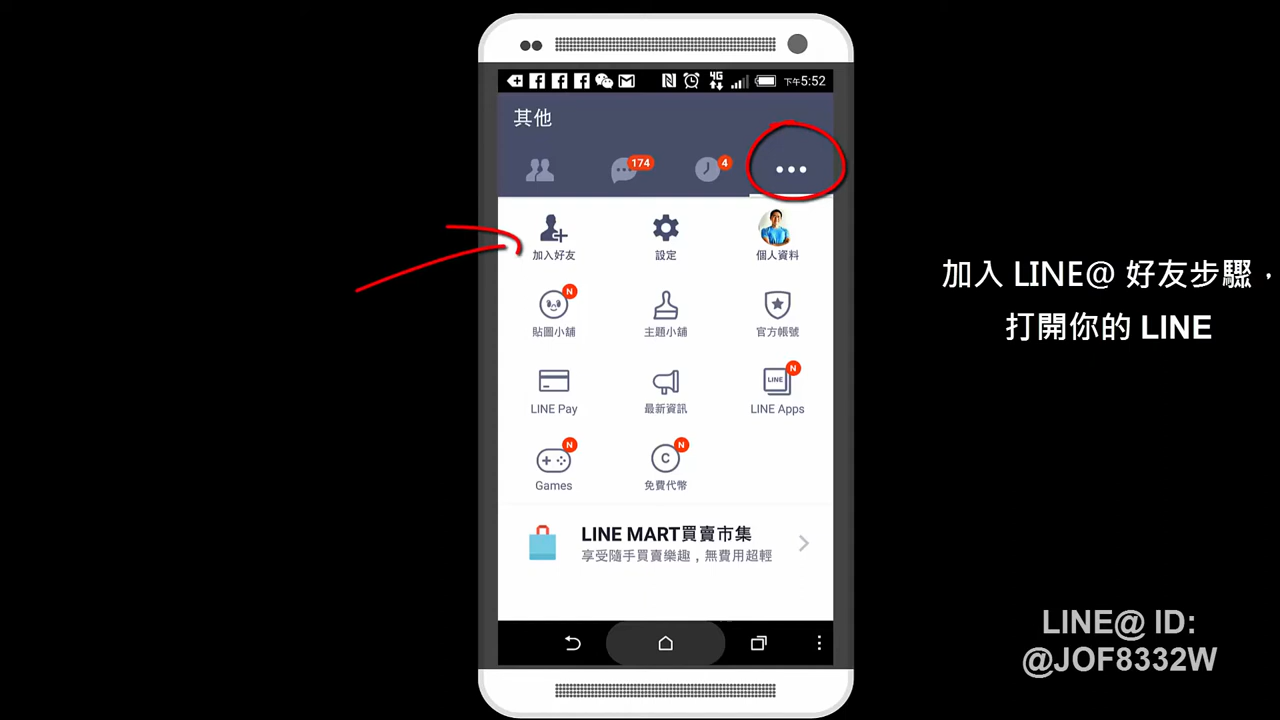 下午5:52
其他
174
4
加入好友
設定
個人資料
N
貼圖小舖
主題小舖
官方帳號
LINE
N
LINE Pay
最新資訊
LINE Apps
N
N
Games
C
免費代幣
LINE MART買賣市集
享受隨手買賣樂趣，無費用超輕
加入 LINE@ 好友步驟，
打開你的 LINE
LINE@ ID:
@JOF8332W
4G